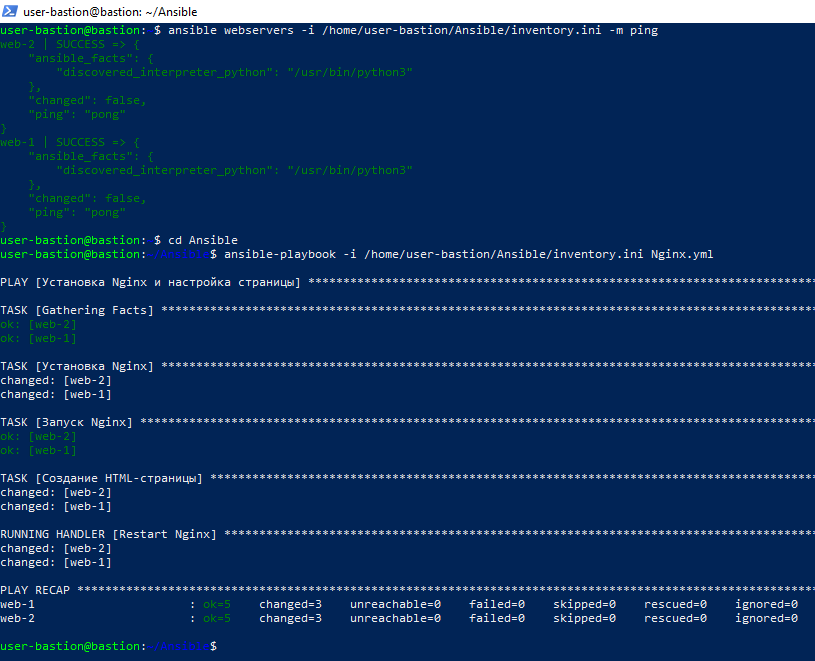 user-bastion@bastion: ~/Ansible
user-bastion@bastion:~$ ansible webservers -i /home/user-bastion/Ansible/inventory.ini -m ping
web-2 | SUCCESS => {
    "ansible_facts": {
        "discovered_interpreter_python": "/usr/bin/python3"
    },
    "changed": false,
    "ping": "pong"
}
web-1 | SUCCESS => {
    "ansible_facts": {
        "discovered_interpreter_python": "/usr/bin/python3"
    },
    "changed": false,
    "ping": "pong"
}
user-bastion@bastion:~$ cd Ansible
user-bastion@bastion:~/Ansible$ ansible-playbook -i /home/user-bastion/Ansible/inventory.ini Nginx.yml
PLAY [Установка Nginx и настройка страницы] *************************************************************************
TASK [Gathering Facts] **********************************************************************************************
ok: [web-2]
ok: [web-1]
TASK [Установка Nginx] **********************************************************************************************
changed: [web-2]
changed: [web-1]
TASK [Запуск Nginx] *************************************************************************************************
ok: [web-2]
ok: [web-1]
TASK [Создание HTML-страницы] ***************************************************************************************
changed: [web-2]
changed: [web-1]
RUNNING HANDLER [Restart Nginx] *************************************************************************************
changed: [web-2]
changed: [web-1]
PLAY RECAP **********************************************************************************************************
web-1                      : ok=5    changed=3    unreachable=0    failed=0    skipped=0    rescued=0    ignored=0
web-2                      : ok=5    changed=3    unreachable=0    failed=0    skipped=0    rescued=0    ignored=0
user-bastion@bastion:~/Ansible$